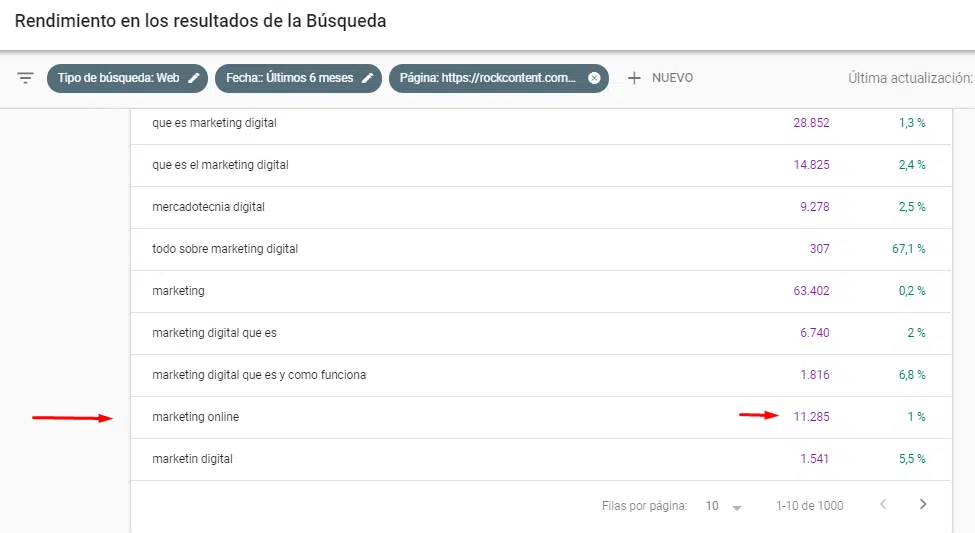 Rendimiento en los resultados de la Búsqueda
Tipo de búsqueda: Web Fecha:: Últimos 6 meses Página: https://rockcontent.com... NUEVO Última actualización:
que es marketing digital 28.852 1,3 %
que es el marketing digital 14.825 2,4 %
mercadotecnia digital 9.278 2,5 %
todo sobre marketing digital 307 67,1 %
marketing 63.402 0,2 %
marketing digital que es 6.740 2 %
marketing digital que es y como funciona 1.816 6,8 %
marketing online 11.285 1 %
marketin digital 1.541 5,5 %
Filas por página: 10 1-10 de 1000